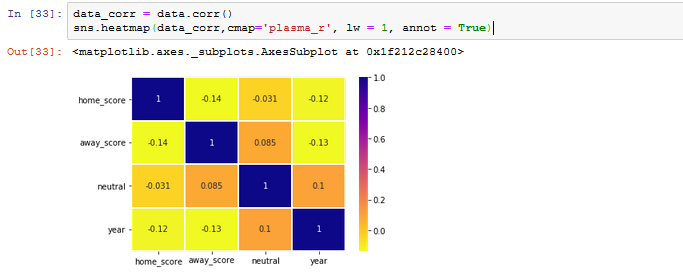 In [33]: data_corr = data.corr()
sns.heatmap(data_corr,cmap='plasma_r', lw = 1, annot = True)
Out[33]: <matplotlib.axes._subplots.AxesSubplot at 0x1f212c28400>
1.0
home_score 1 -0.14 -0.031 -0.12
0.8
away_score -0.14 1 0.085 -0.13
0.6
0.4
neutral -0.031 0.085 1 0.1
0.2
year -0.12 -0.13 0.1 1
0.0
home_score away_score neutral year